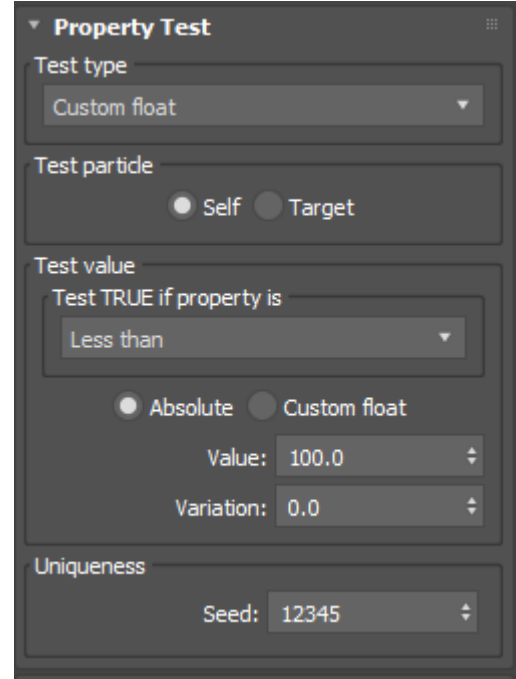 Property Test
Test type
Custom float
Test particle
Self Target
Test value
Test TRUE if property is
Less than
Absolute Custom float
Value: 100.0
Variation: 0.0
Uniqueness
Seed: 12345